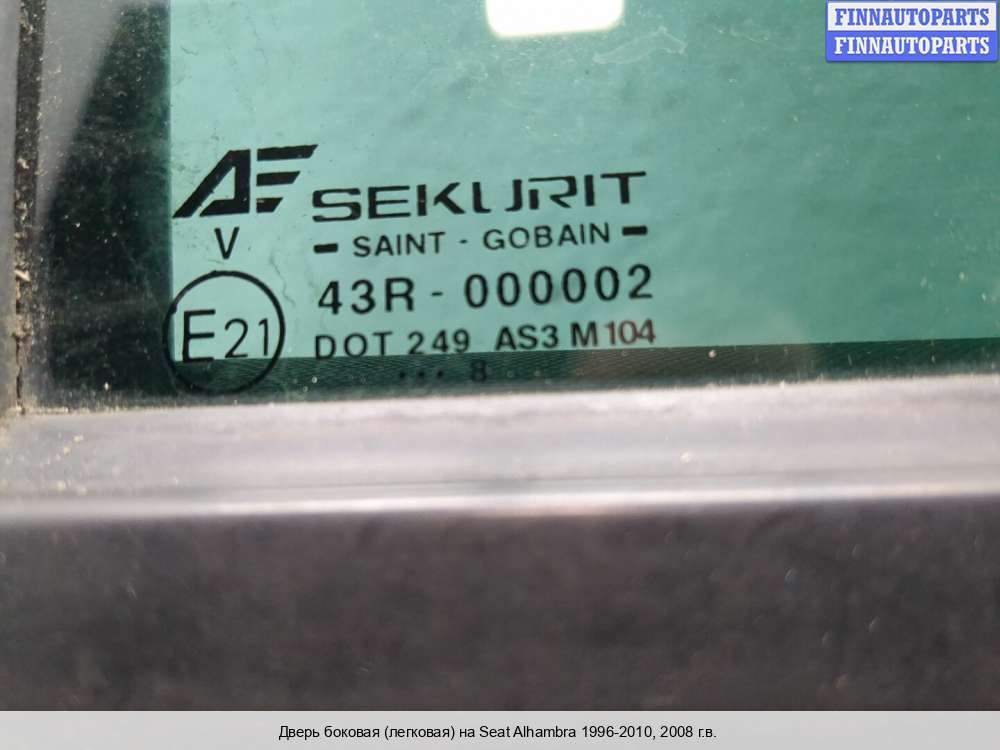 FINNAUTOPARTS
FINNAUTOPARTS
AE SEKURIT
V
- SAINT - GOBAIN -
43R - 000002
E21
DOT 249 AS3 M104
... 8
Дверь боковая (легковая) на Seat Alhambra 1996-2010, 2008 г.в.